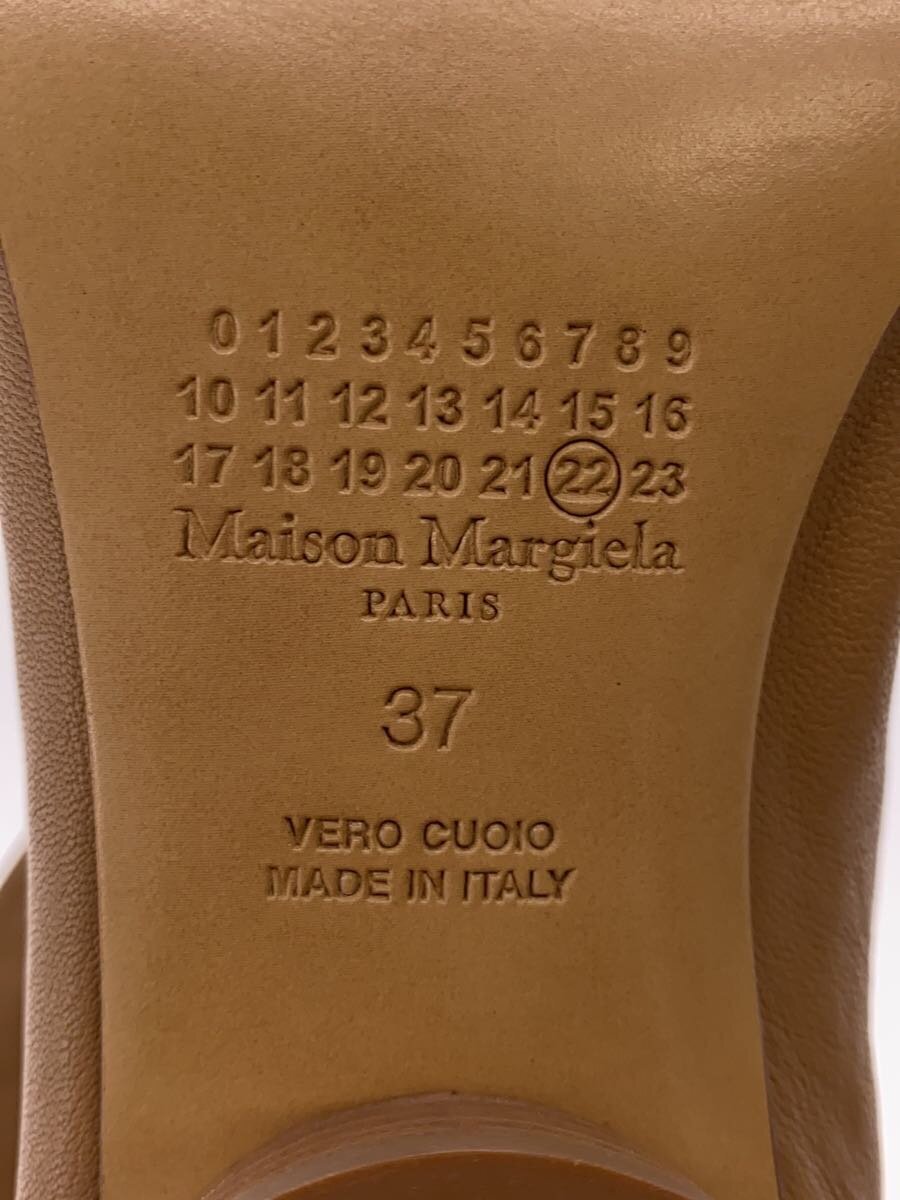 0 1 2 3 4 5 6 7 8 9
10 11 12 13 14 15 16
17 18 19 20 21 22 23
Maison Margiela
PARIS
37
VERO CUOIO
MADE IN ITALY